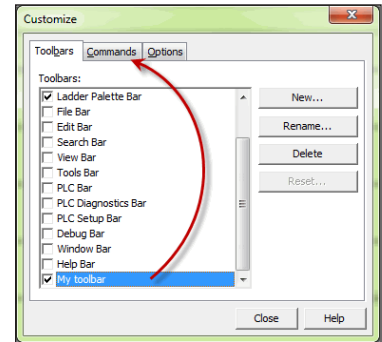 Customize
Toolbars Commands Options
Toolbars:
Ladder Palette Bar
File Bar
Edit Bar
Search Bar
View Bar
Tools Bar
PLC Bar
PLC Diagnostics Bar
PLC Setup Bar
Debug Bar
Window Bar
Help Bar
My toolbar
New...
Rename...
Delete
Reset...
Close Help